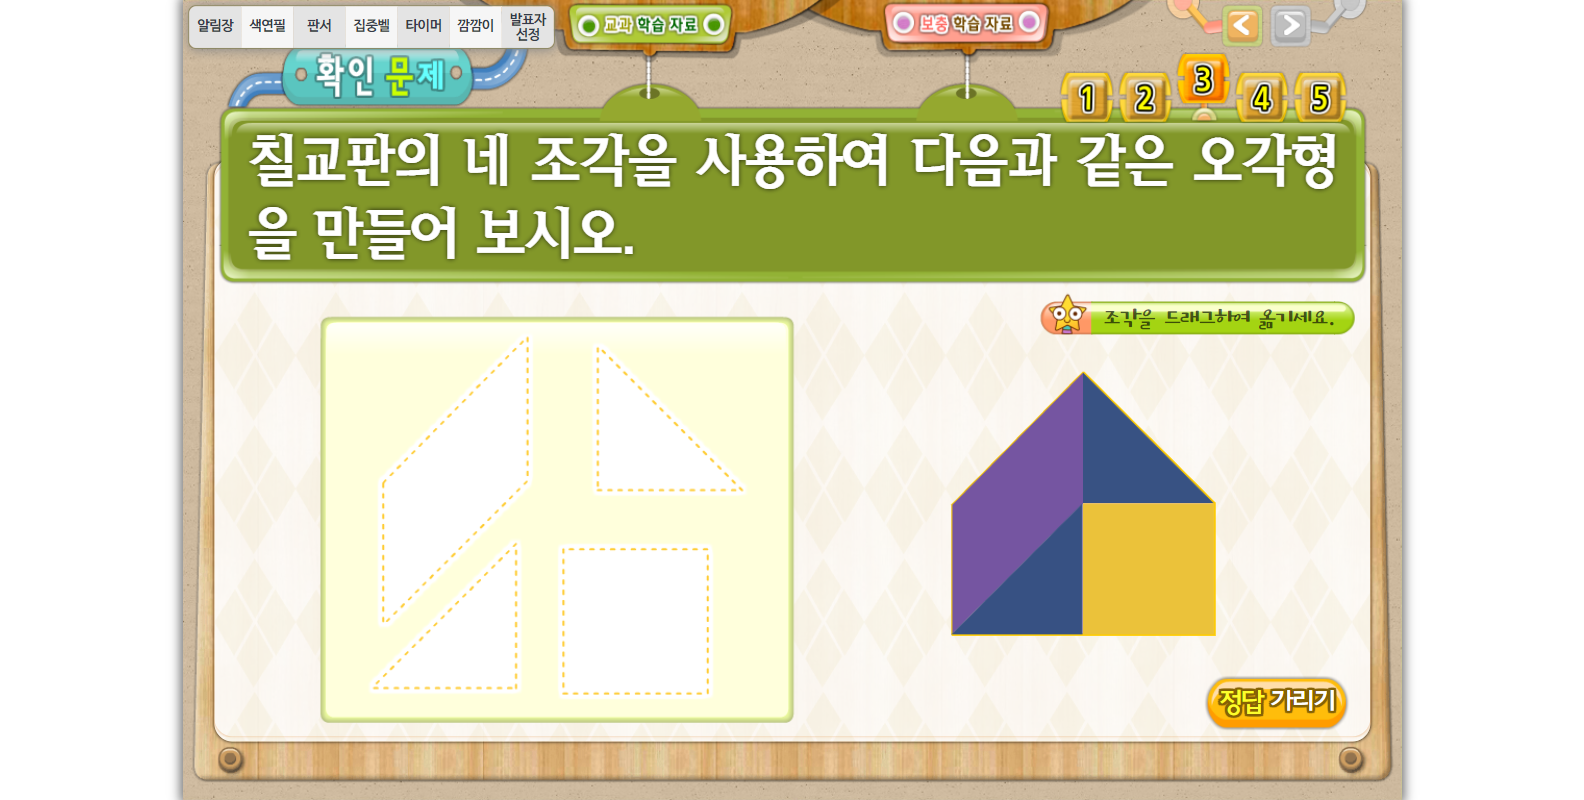 알림장 색연필 판서 집중벨 타이머 깜깜이 발표자
선정
교과 학습 자료
보충 학습 자료
확인 문제
1 2 3 4 5
칠교판의 네 조각을 사용하여 다음과 같은 오각형
을 만들어 보시오.
조각을 드래그하여 옮기세요.
정답 가리기